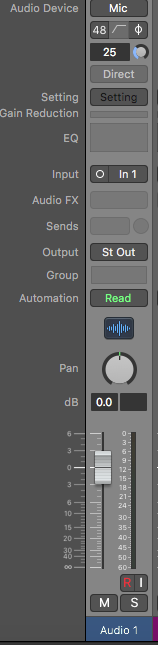 Audio Device Mic
48
25
Direct
Setting Setting
Gain Reduction
EQ
Input In 1
Audio FX
Sends
Output St Out
Group
Automation Read
Pan
dB 0.0
6 0
3 3
6
0 9
12
3 15
18
6 21
24
10 30
15 35
20 40
30 45
40 50
∞ 60
R I
M S
Audio 1